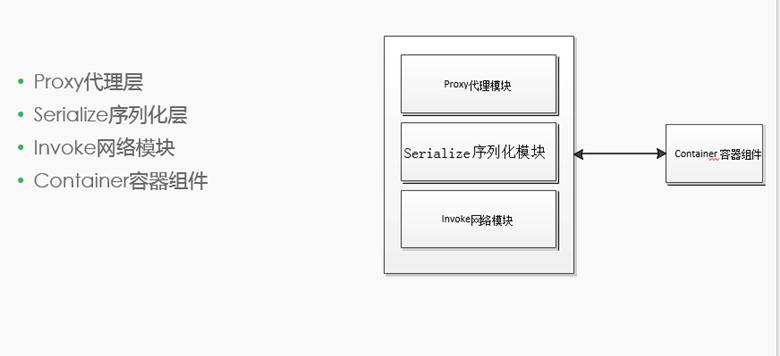 Proxy代理层
Serialize序列化层
Invoke网络模块
Container容器组件
Proxy代理模块
Serialize序列化模块
Invoke网络模块
Container 容器组件